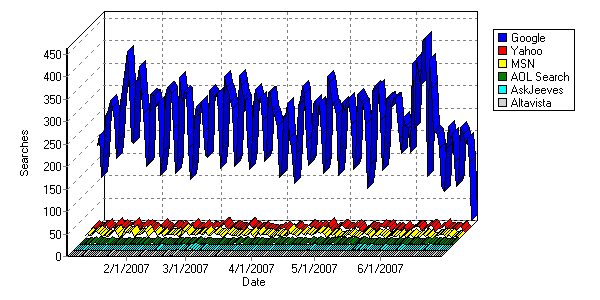 450
400
350
300
250
200
150
100
50
0
Searches
2/1/2007 3/1/2007 4/1/2007 5/1/2007 6/1/2007
Date
Google
Yahoo
MSN
AOL Search
AskJeeves
Altavista